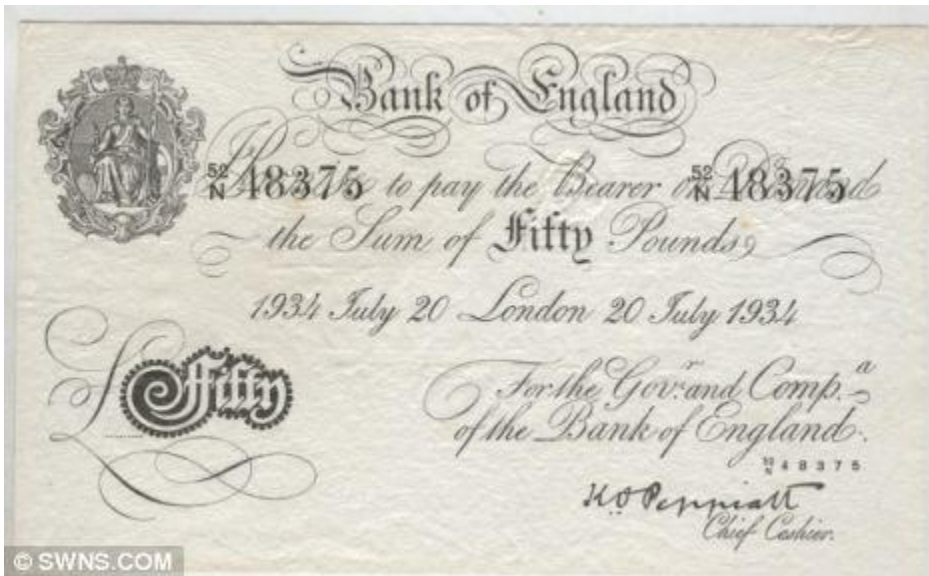 Bank of England
52/N 48375 to pay the Bearer on Demand 52/N 48375
the Sum of Fifty Pounds
1934 July 20 London 20 July 1934
£Fifty
For the Govr. and Compa.
of the Bank of England.
52/N 48375
K.O Peppiatt
Chief Cashier.
© SWNS.COM